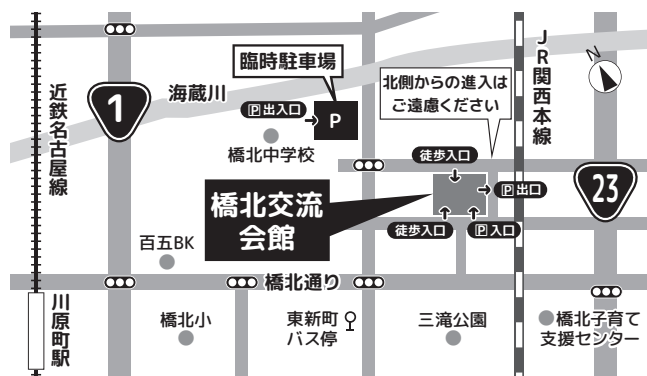 臨時駐車場
P
P出入口
海蔵川
1
近鉄名古屋線
橋北中学校
北側からの進入は
ご遠慮ください
JR関西本線
N
23
徒歩入口
P出口
徒歩入口
P入口
橋北交流
会館
百五BK
橋北通り
川原町駅
橋北小
東新町
バス停
三滝公園
橋北子育て
支援センター